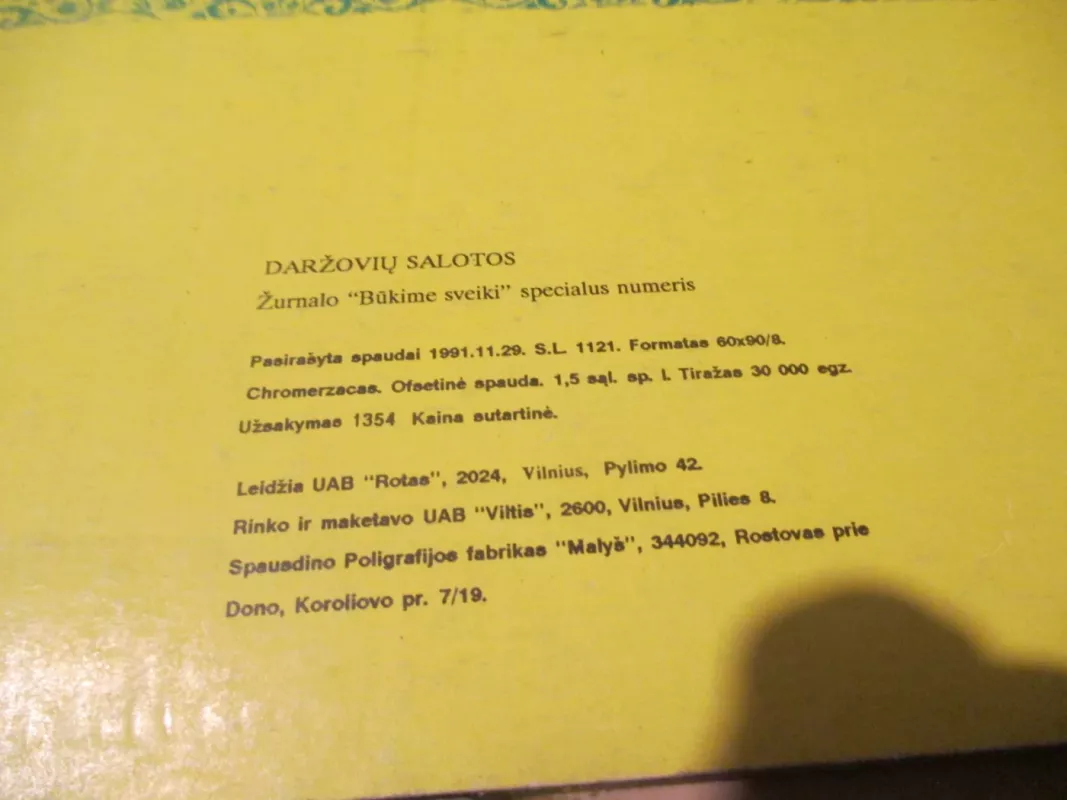 DARŽOVIŲ SALOTOS
Žurnalo “Būkime sveiki” specialus numeris
Pasirašyta spaudai 1991.11.29. S.L. 1121. Formatas 60x90/8.
Chromerzacas. Ofsetinė spauda. 1,5 sąl. sp. l. Tiražas 30 000 egz.
Užsakymas 1354 Kaina sutartinė.
Leidžia UAB "Rotas", 2024, Vilnius, Pylimo 42.
Rinko ir maketavo UAB "Viltis", 2600, Vilnius, Pilies 8.
Spausdino Poligrafijos fabrikas "Malyš", 344092, Rostovas prie
Dono, Koroliovo pr. 7/19.